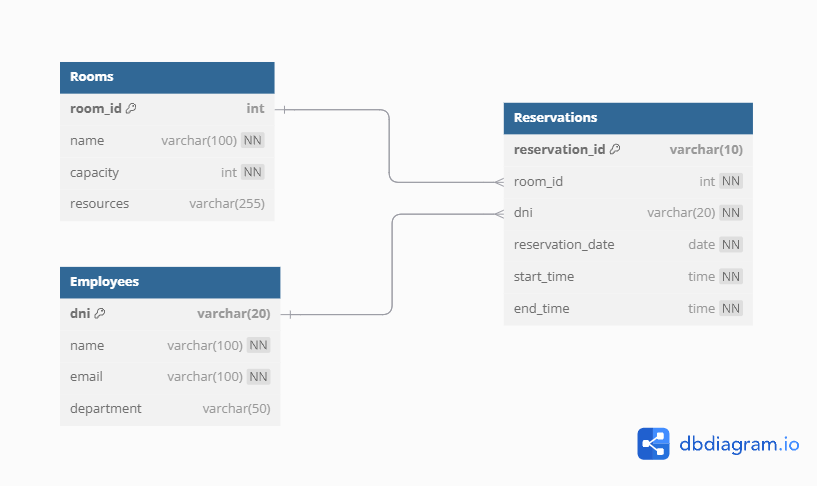 Rooms
room_id int
name varchar(100) NN
capacity int NN
resources varchar(255)
Employees
dni varchar(20)
name varchar(100) NN
email varchar(100) NN
department varchar(50)
Reservations
reservation_id varchar(10)
room_id int NN
dni varchar(20) NN
reservation_date date NN
start_time time NN
end_time time NN
dbdiagram.io